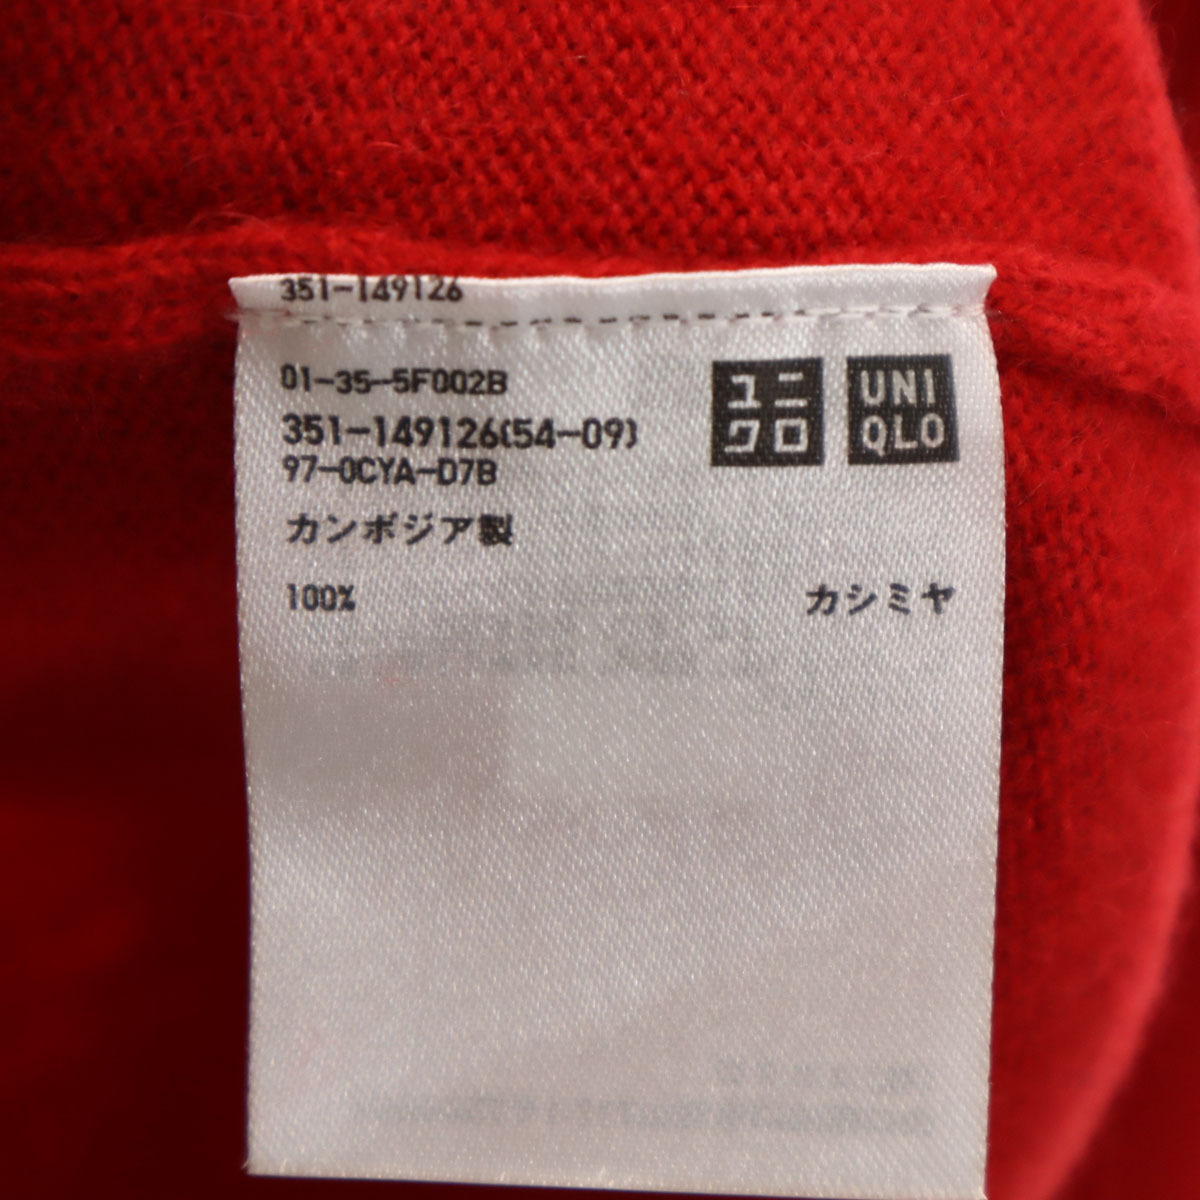 351-149126
01-35-5F002B
351-149126(54-09)
97-0CYA-D7B
ユニ
クロ
UNI
QLO
カンボジア製
100% カシミヤ